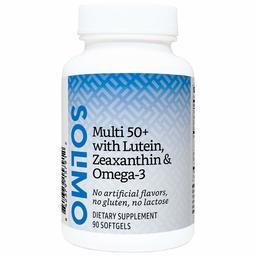 SOLIMO
Multi 50+
with Lutein,
Zeaxanthin &
Omega-3
No artificial flavors,
no gluten, no lactose
DIETARY SUPPLEMENT
90 SOFTGELS